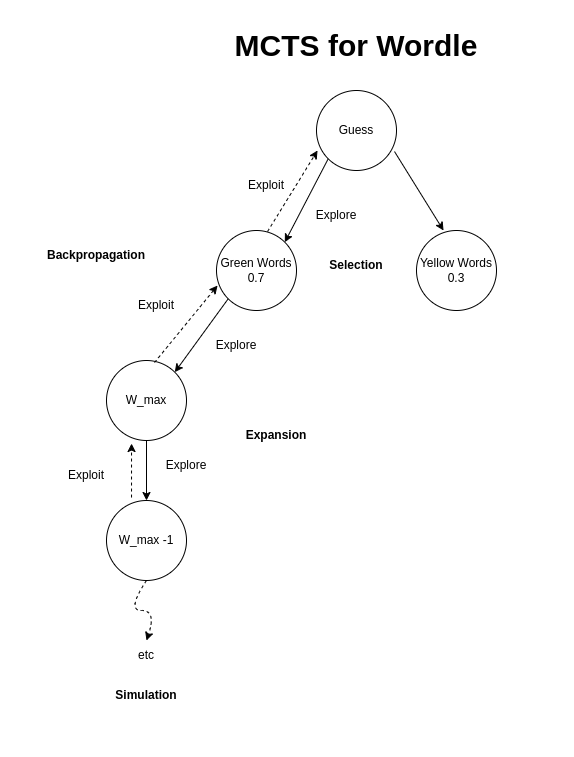 MCTS for Wordle
Guess
Exploit
Explore
Backpropagation
Green Words
0.7
Selection
Yellow Words
0.3
Exploit
Explore
W_max
Expansion
Exploit
Explore
W_max -1
etc
Simulation